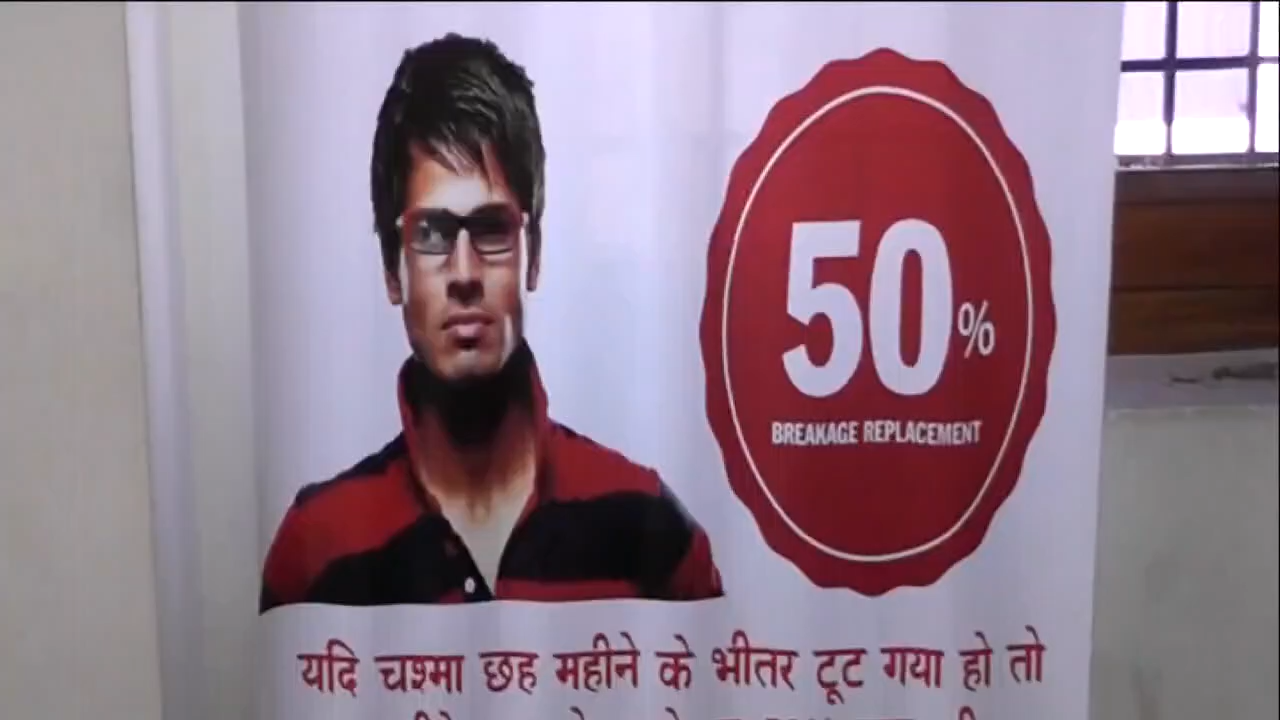 50%
BREAKAGE REPLACEMENT
यदि चश्मा छह महीने के भीतर टूट गया हो तो